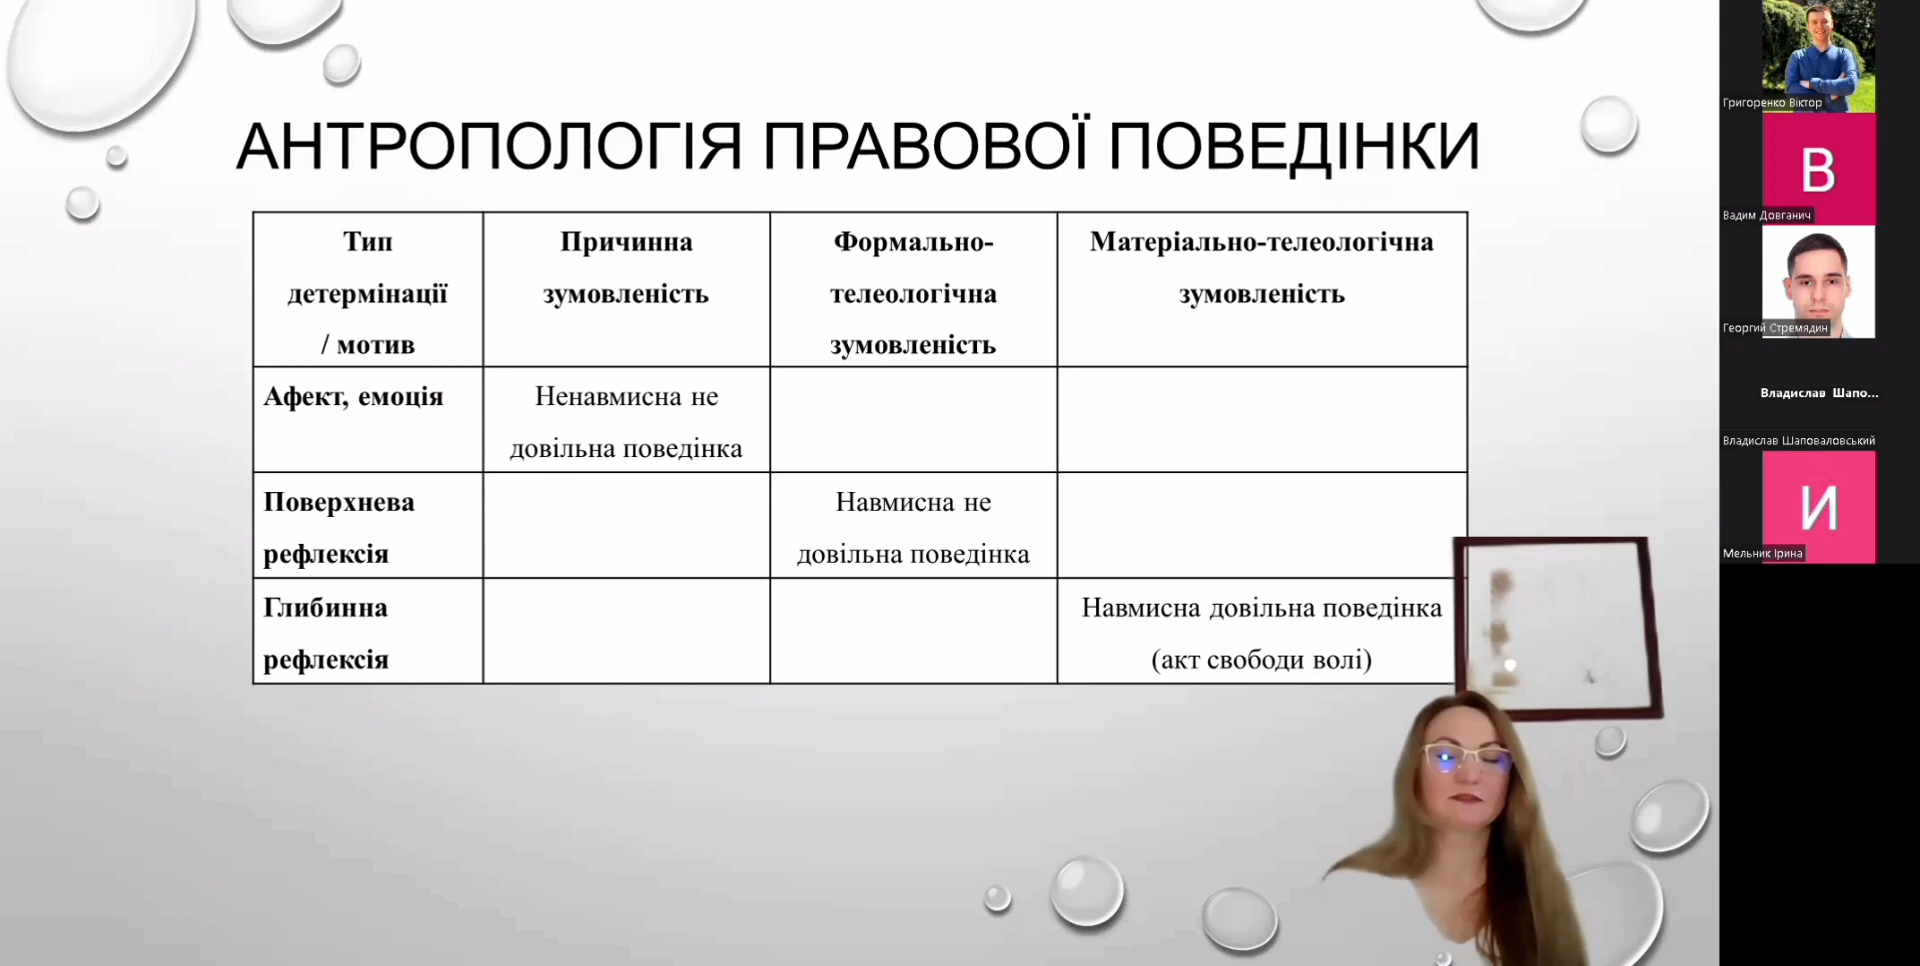 АНТРОПОЛОГІЯ ПРАВОВОЇ ПОВЕДІНКИ
Тип
детермінації
/ мотив
Причинна
зумовленість
Формально-
телеологічна
зумовленість
Матеріально-телеологічна
зумовленість
Афект, емоція
Ненавмисна не
довільна поведінка
Поверхнева
рефлексія
Навмисна не
довільна поведінка
Глибинна
рефлексія
Навмисна довільна поведінка
(акт свободи волі)
Григоренко Віктор
В
Вадим Довганич
Георгий Стремядин
Владислав Шапо...
Владислав Шаповаловський
И
Мельник Ірина